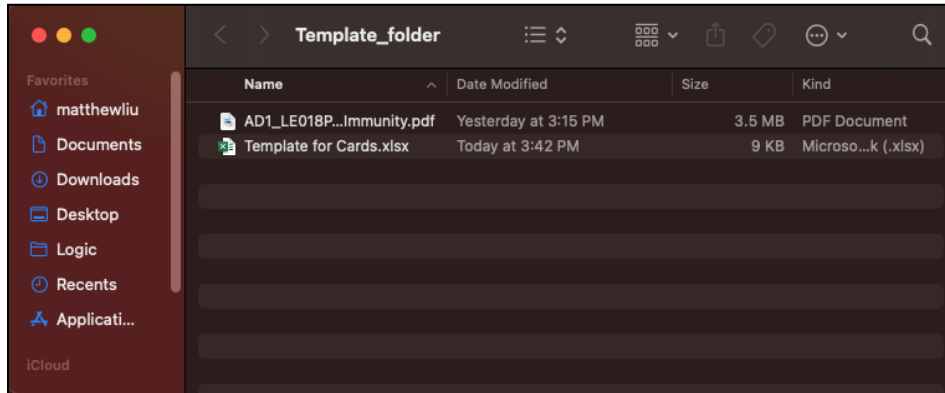 Template_folder
Favorites
matthewliu
Documents
Downloads
Desktop
Logic
Recents
Applicati...
iCloud
Name Date Modified Size Kind
AD1_LE018P...Immunity.pdf Yesterday at 3:15 PM 3.5 MB PDF Document
Template for Cards.xlsx Today at 3:42 PM 9 KB Microso...k (.xlsx)